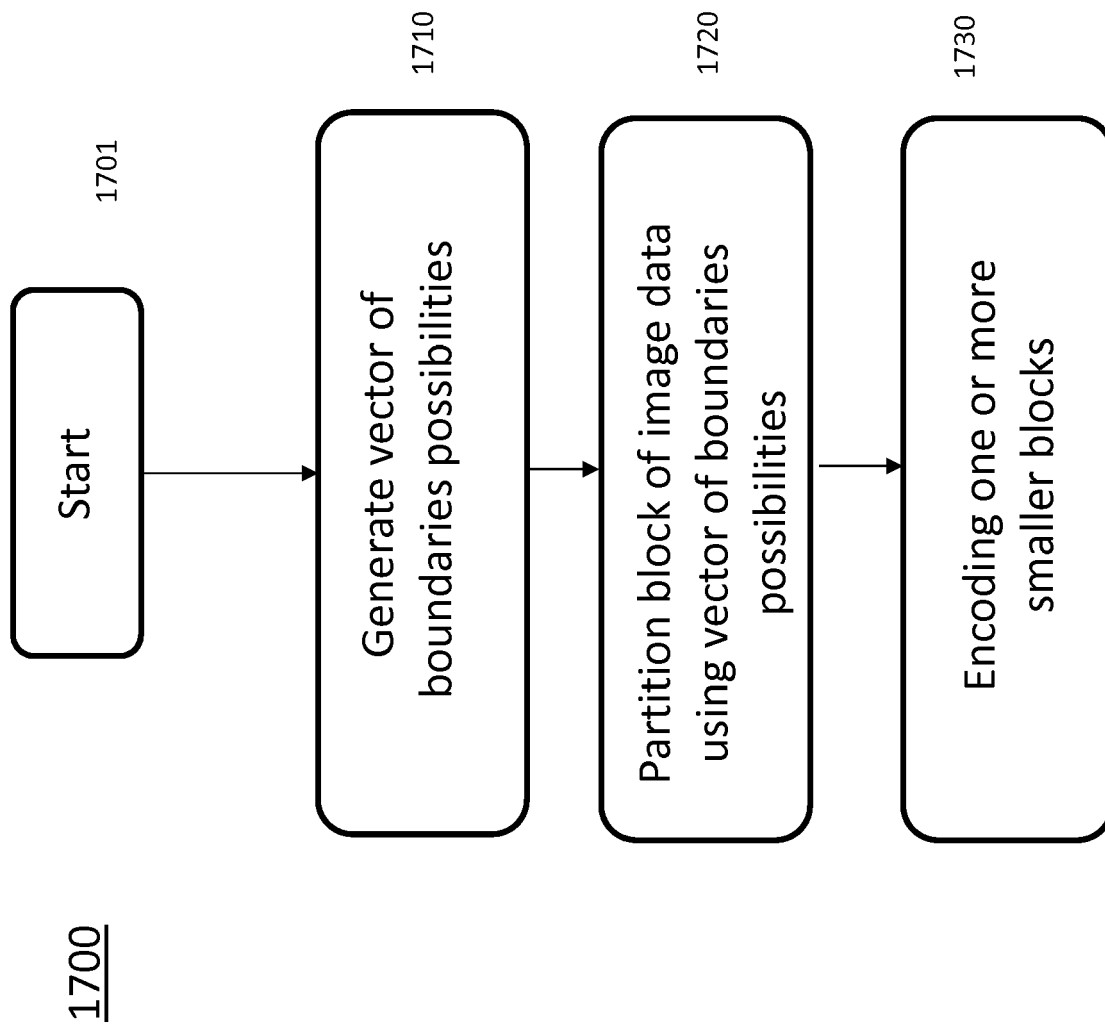 1700
Start
1701
Generate vector of
boundaries possibilities
1710
Partition block of image data
using vector of boundaries
possibilities
1720
Encoding one or more
smaller blocks
1730